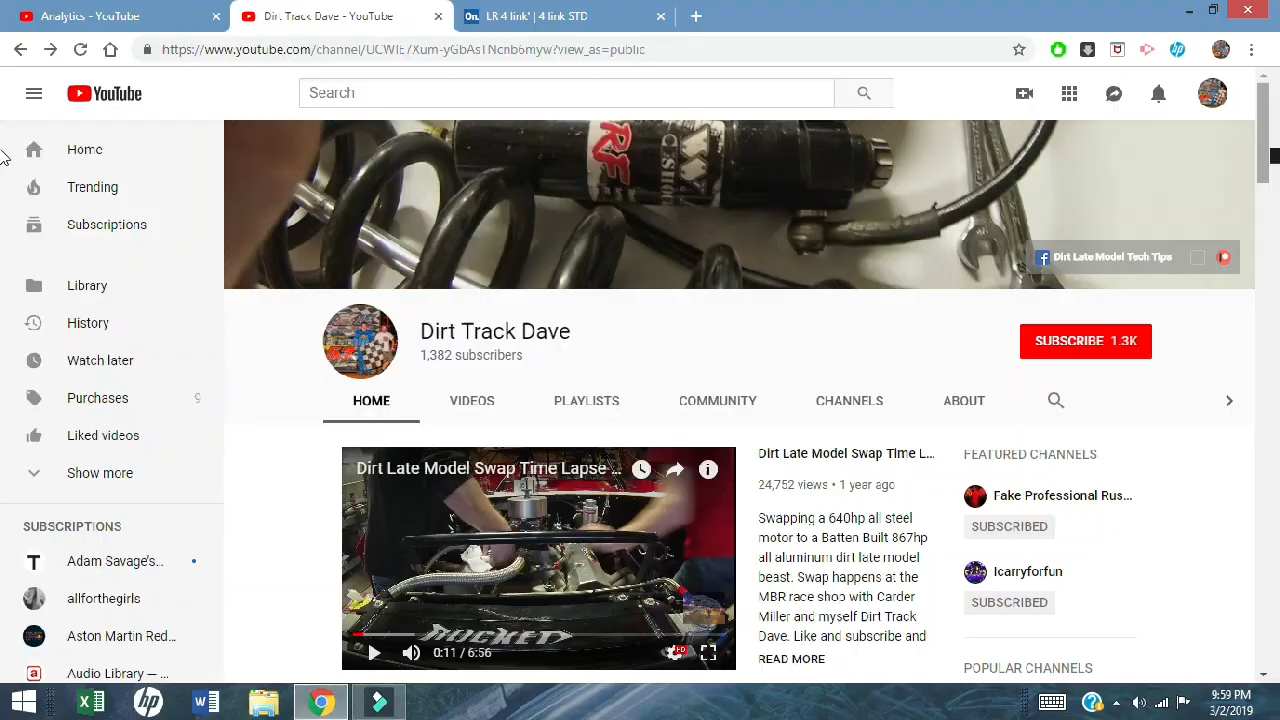 Analytics - YouTube
Dirt Track Dave - YouTube
LR 4 link' | 4 link STD
YouTube
Search
Home
Trending
Subscriptions
Library
History
Watch later
Purchases 9
Liked videos
Show more
SUBSCRIPTIONS
Adam Savage's...
allforthegirls
Aston Martin Red...
Audio Library — ...
RF
Dirt Late Model Tech Tips
Dirt Track Dave
1,382 subscribers
SUBSCRIBE 1.3K
HOME VIDEOS PLAYLISTS COMMUNITY CHANNELS ABOUT
Dirt Late Model Swap Time Lapse ...
ROCKET
0:11 / 6:56
HD
Dirt Late Model Swap Time L...
24,752 views • 1 year ago
Swapping a 640hp all steel
motor to a Batten Built 867hp
all aluminum dirt late model
beast. Swap happens at the
MBR race shop with Carder
Miller and myself Dirt Track
Dave. Like and subscribe and
READ MORE
FEATURED CHANNELS
Fake Professional Rus...
SUBSCRIBED
Icarryforfun
SUBSCRIBED
POPULAR CHANNELS
9:59 PM
3/2/2019